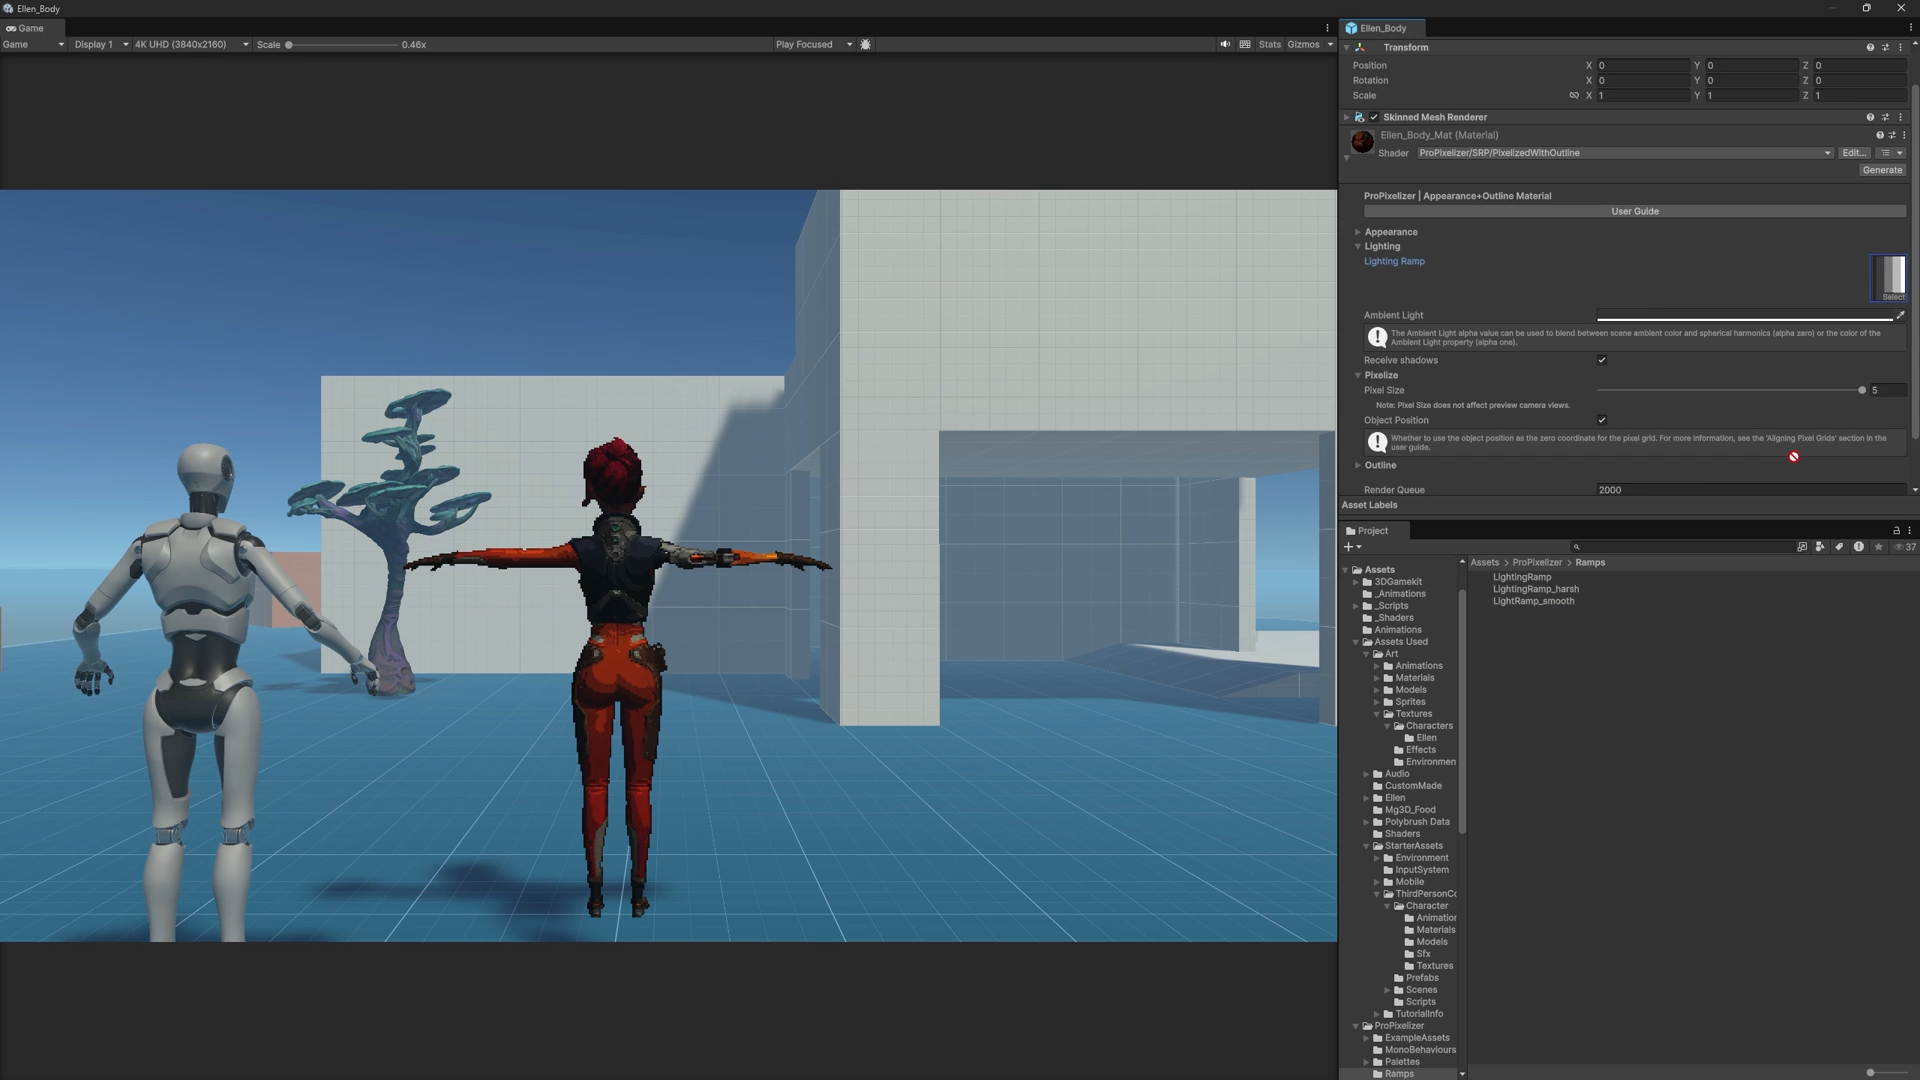 Ellen_Body
Game
Game Display 1 4K UHD (3840x2160) Scale 0.46x Play Focused Stats Gizmos
Ellen_Body
Transform
Position X 0 Y 0 Z 0
Rotation X 0 Y 0 Z 0
Scale X 1 Y 1 Z 1
Skinned Mesh Renderer
Ellen_Body_Mat (Material)
Shader ProPixelizer/SRP/PixelizedWithOutline Edit...
Generate
ProPixelizer | Appearance+Outline Material
User Guide
Appearance
Lighting
Lighting Ramp
Select
Ambient Light
The Ambient Light alpha value can be used to blend between scene ambient color and spherical harmonics (alpha zero) or the color of the
Ambient Light property (alpha one).
Receive shadows
Pixelize
Pixel Size 5
Note: Pixel Size does not affect preview camera views.
Object Position
Whether to use the object position as the zero coordinate for the pixel grid. For more information, see the 'Aligning Pixel Grids' section in the
user guide.
Outline
Render Queue 2000
Asset Labels
Project
37
Assets > ProPixelizer > Ramps
LightingRamp
LightingRamp_harsh
LightRamp_smooth
Assets
3DGamekit
_Animations
_Scripts
_Shaders
Animations
Assets Used
Art
Animations
Materials
Models
Sprites
Textures
Characters
Ellen
Effects
Environmen
Audio
CustomMade
Ellen
Mg3D_Food
Polybrush Data
Shaders
StarterAssets
Environment
InputSystem
Mobile
ThirdPersonCo
Character
Animation
Materials
Models
Sfx
Textures
Prefabs
Scenes
Scripts
TutorialInfo
ProPixelizer
ExampleAssets
MonoBehaviours
Palettes
Ramps